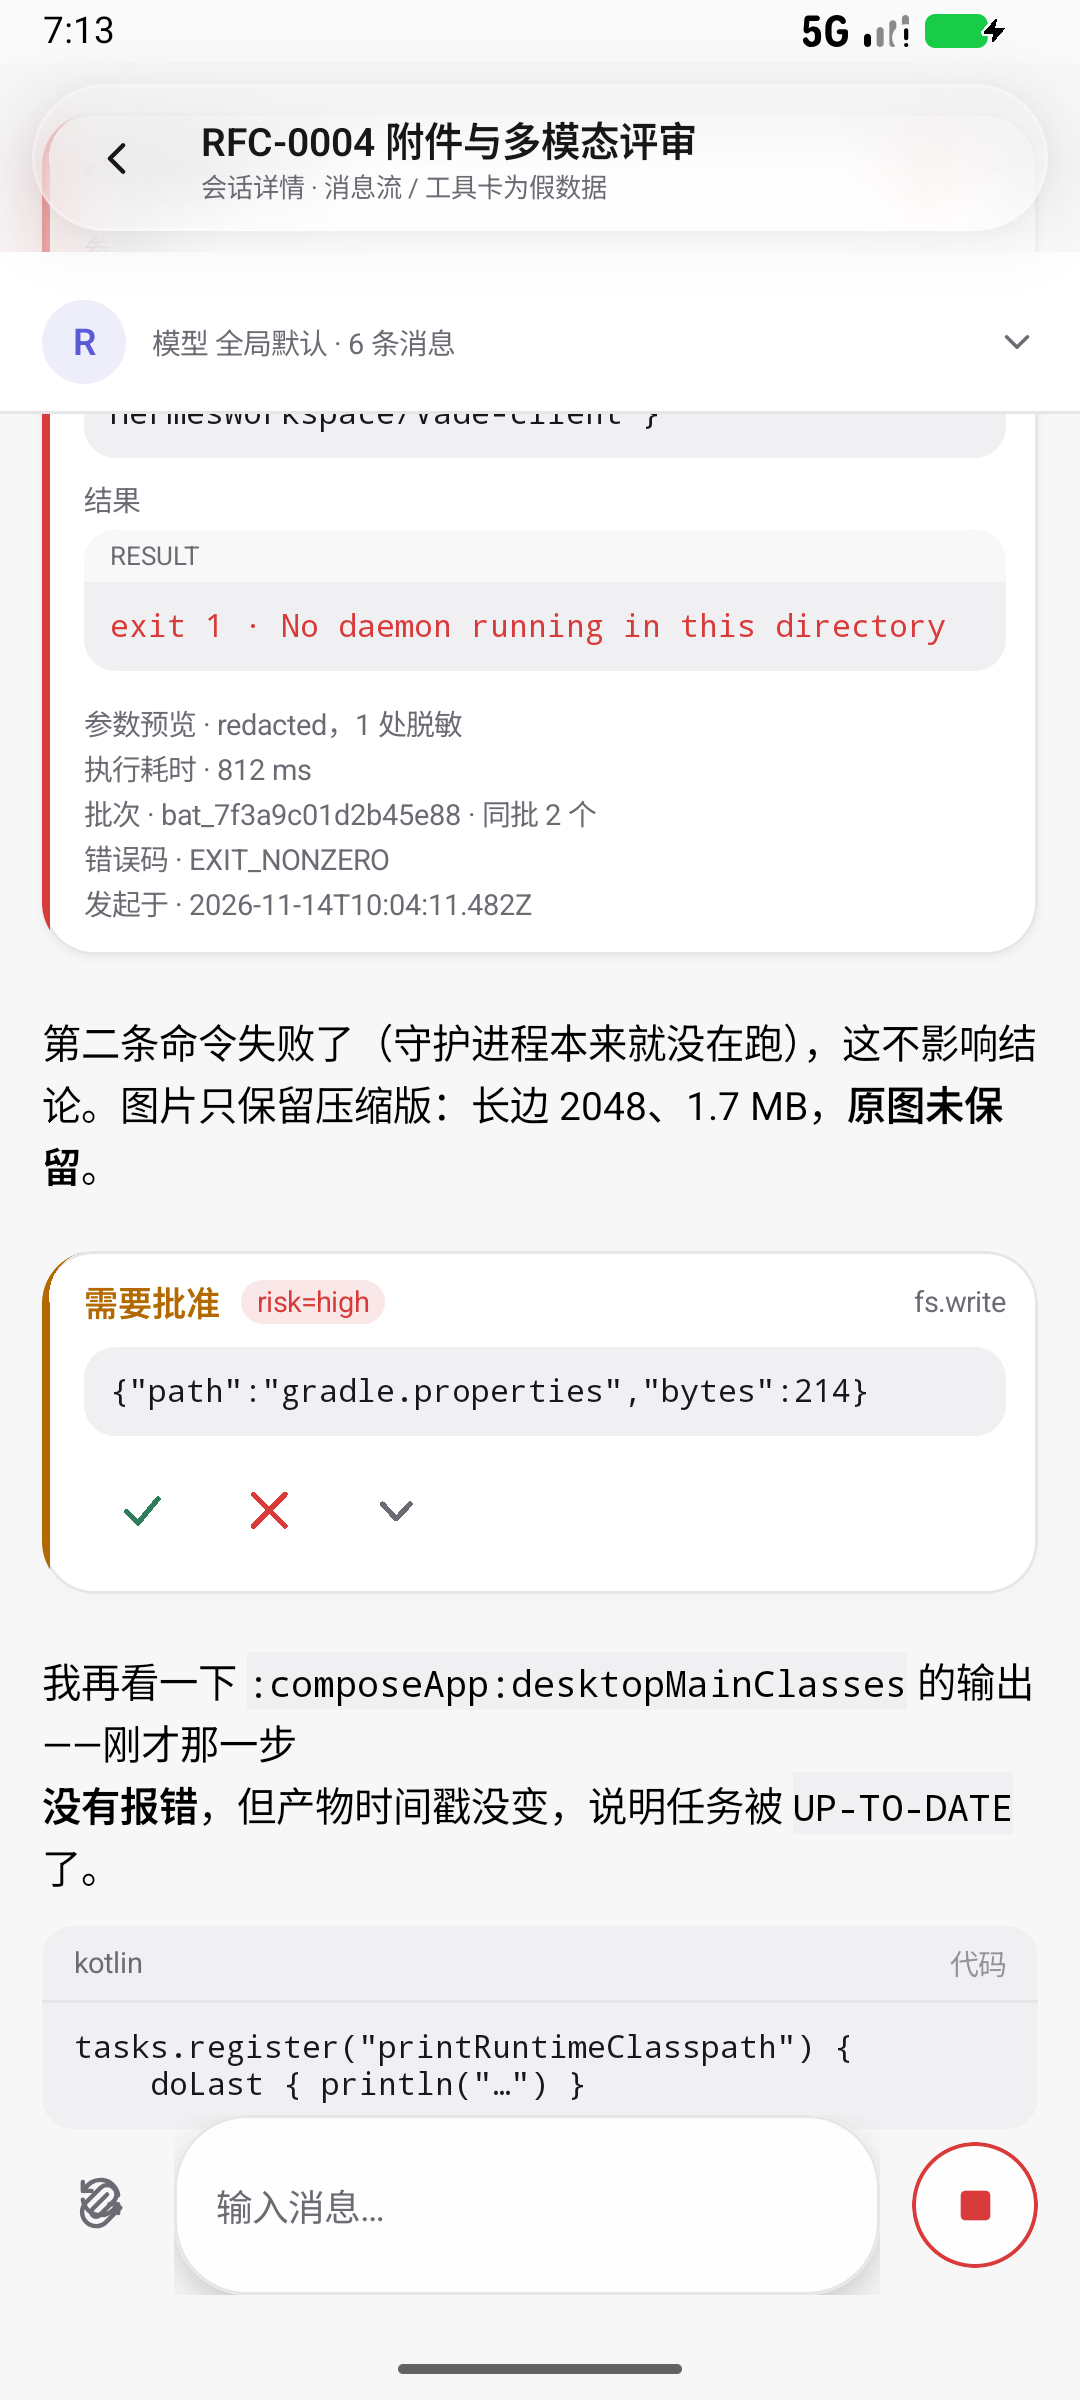 7:13
5G
RFC-0004 附件与多模态评审
会话详情 · 消息流 / 工具卡为假数据
R
模型 全局默认 · 6 条消息
hermesWorkspace/Vade-client }
结果
RESULT
exit 1 · No daemon running in this directory
参数预览 · redacted，1 处脱敏
执行耗时 · 812 ms
批次 · bat_7f3a9c01d2b45e88 · 同批 2 个
错误码 · EXIT_NONZERO
发起于 · 2026-11-14T10:04:11.482Z
第二条命令失败了（守护进程本来就没在跑），这不影响结
论。图片只保留压缩版：长边 2048、1.7 MB，原图未保
留。
需要批准 risk=high fs.write
{"path":"gradle.properties","bytes":214}
我再看一下 :composeApp:desktopMainClasses 的输出
——刚才那一步
没有报错，但产物时间戳没变，说明任务被 UP-TO-DATE
了。
kotlin 代码
tasks.register("printRuntimeClasspath") {
    doLast { println("…") }
输入消息…